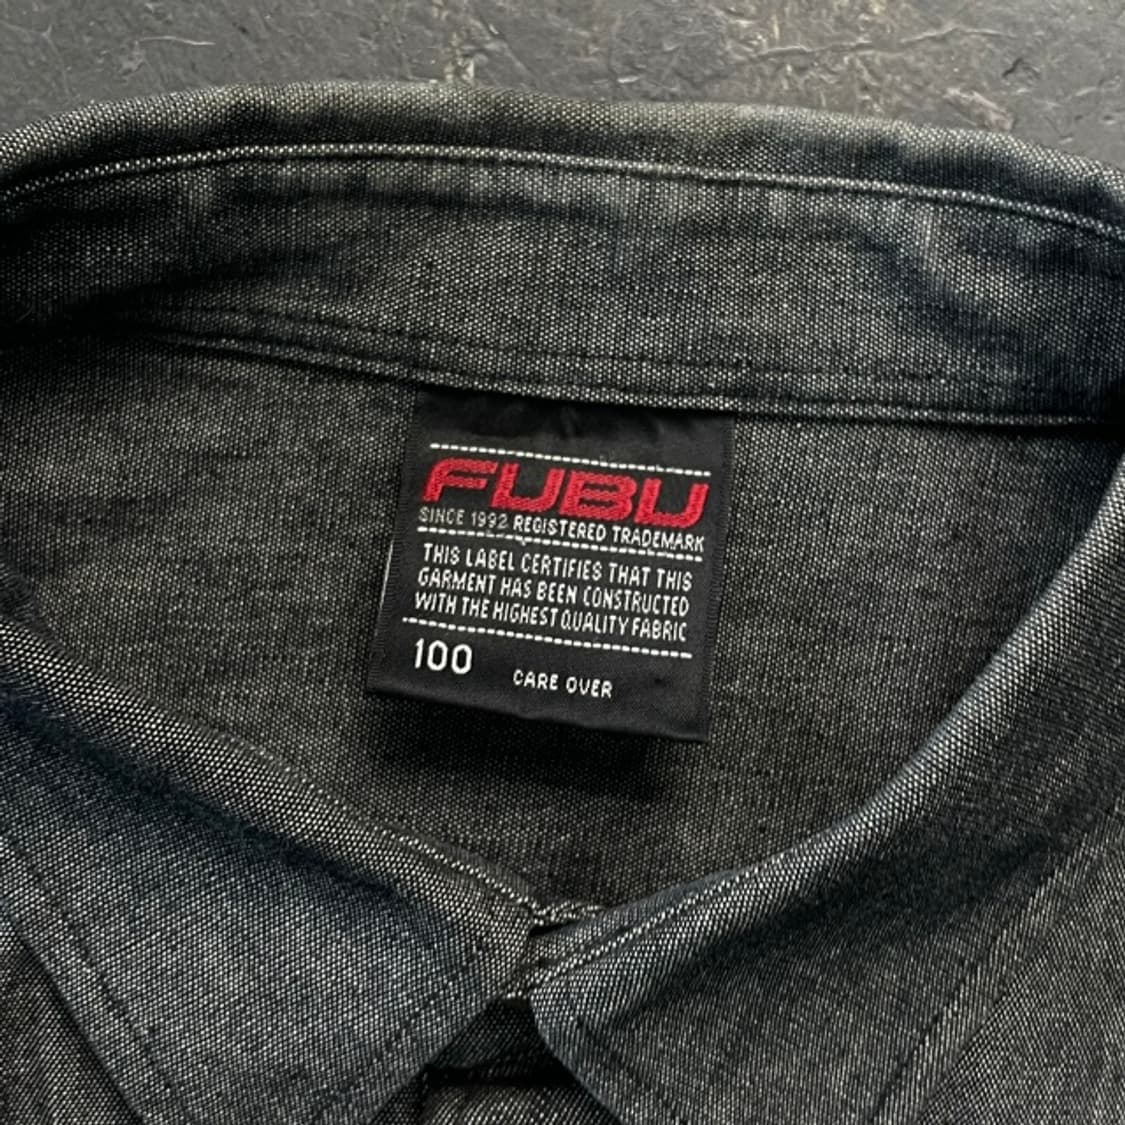 FUBU
SINCE 1992 REGISTERED TRADEMARK
THIS LABEL CERTIFIES THAT THIS
GARMENT HAS BEEN CONSTRUCTED
WITH THE HIGHEST QUALITY FABRIC
100 CARE OVER